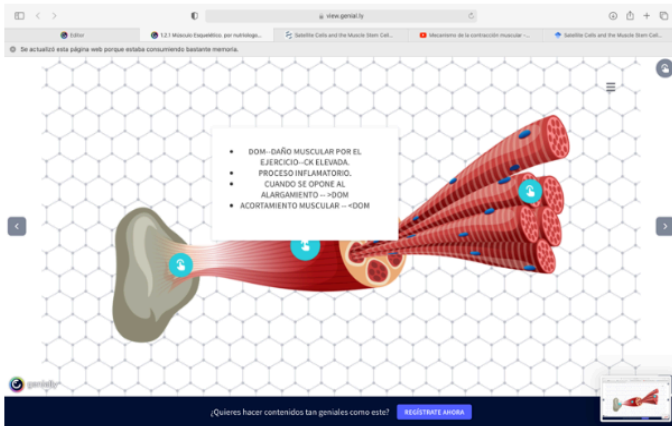 view.genial.ly
Editor
1.2.1 Músculo Esquelético. por nutriólogo...
Satellite Cells and the Muscle Stem Cell...
Mecanismo de la contracción muscular –...
Satellite Cells and the Muscle Stem Cel...
Se actualizó esta página web porque estaba consumiendo bastante memoria.
• DOM--DAÑO MUSCULAR POR EL
EJERCICIO--CK ELEVADA.
• PROCESO INFLAMATORIO.
• CUANDO SE OPONE AL
ALARGAMIENTO -- >DOM
• ACORTAMIENTO MUSCULAR -- <DOM
genially
¿Quieres hacer contenidos tan geniales como este?
REGÍSTRATE AHORA